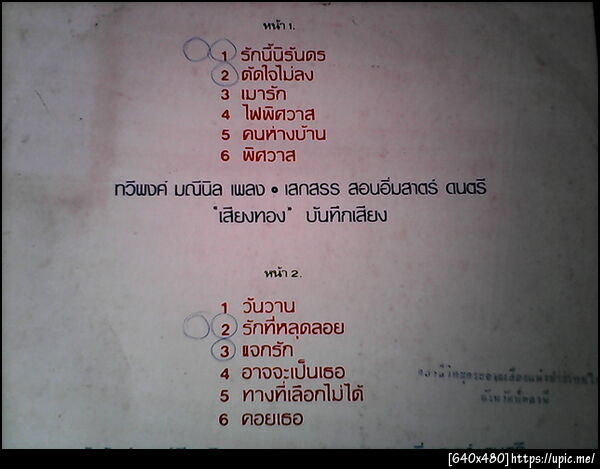 หน้า 1.
1 รักนี้นิรันดร
2 ตัดใจไม่ลง
3 เมารัก
4 ไฟพิศวาส
5 คนห่างบ้าน
6 พิศวาส
ทวีพงศ์ มณีนิล เพลง • เสกสรร สอนอิ่มสาตร์ ดนตรี
"เสียงทอง" บันทึกเสียง
หน้า 2.
1 วันวาน
2 รักที่หลุดลอย
3 แจกรัก
4 อาจจะเป็นเธอ
5 ทางที่เลือกไม่ได้
6 คอยเธอ
[640x480]https://upic.me/